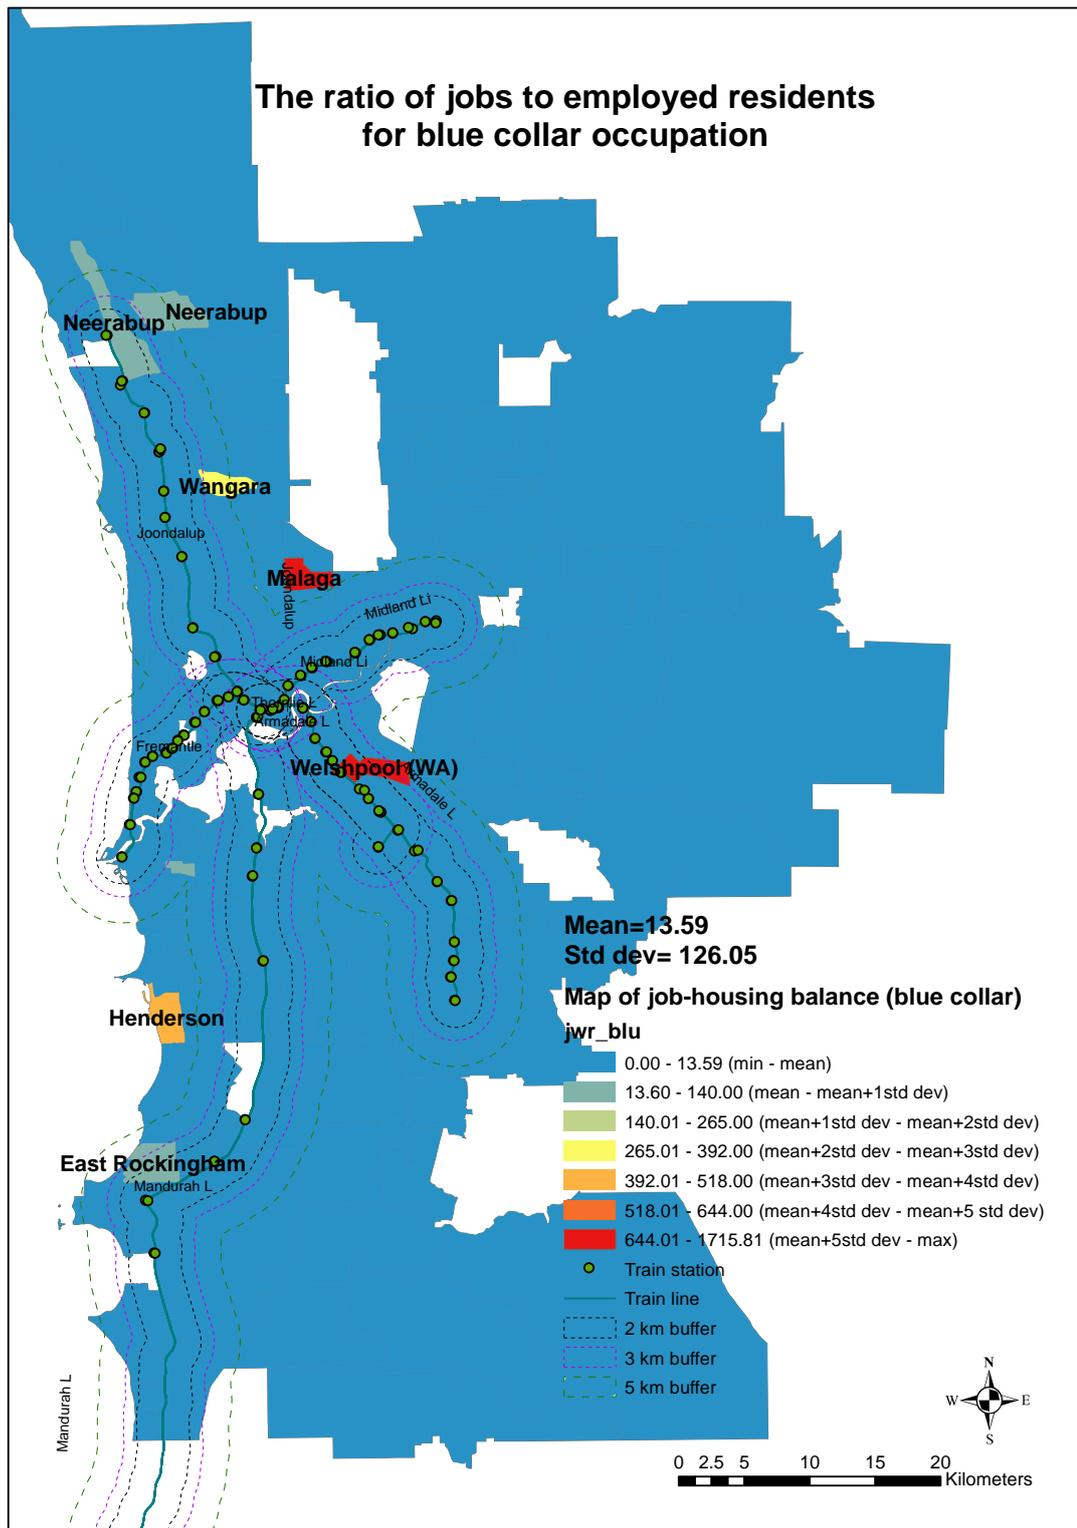 The ratio of jobs to employed residents
for blue collar occupation
Neerabup
Neerabup
Wangara
Joondalup
Malaga
Joondalup
Midland Li
Midland Li
Thornlie L
Armadale L
Fremantle
Welshpool (WA)
Armadale L
Henderson
East Rockingham
Mandurah L
Mandurah L
Mean=13.59
Std dev= 126.05
Map of job-housing balance (blue collar)
jwr_blu
0.00 - 13.59 (min - mean)
13.60 - 140.00 (mean - mean+1std dev)
140.01 - 265.00 (mean+1std dev - mean+2std dev)
265.01 - 392.00 (mean+2std dev - mean+3std dev)
392.01 - 518.00 (mean+3std dev - mean+4std dev)
518.01 - 644.00 (mean+4std dev - mean+5 std dev)
644.01 - 1715.81 (mean+5std dev - max)
Train station
Train line
2 km buffer
3 km buffer
5 km buffer
N
W E
S
0 2.5 5 10 15 20
Kilometers